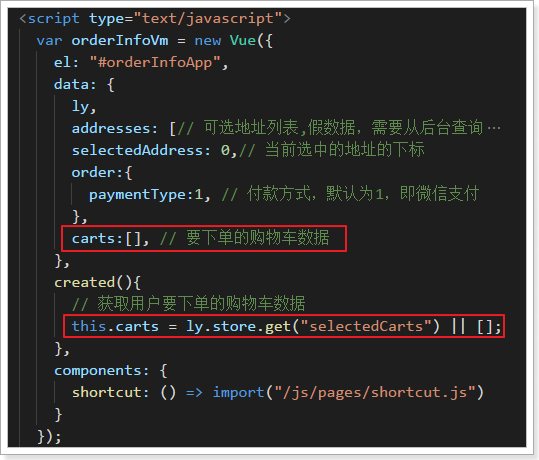 <script type="text/javascript">
var orderInfoVm = new Vue({
el: "#orderInfoApp",
data: {
ly,
addresses: [// 可选地址列表,假数据，需要从后台查询…
selectedAddress: 0,// 当前选中的地址的下标
order:{
paymentType:1, // 付款方式，默认为1，即微信支付
},
carts:[], // 要下单的购物车数据
},
created(){
// 获取用户要下单的购物车数据
this.carts = ly.store.get("selectedCarts") || [];
},
components: {
shortcut: () => import("/js/pages/shortcut.js")
}
});